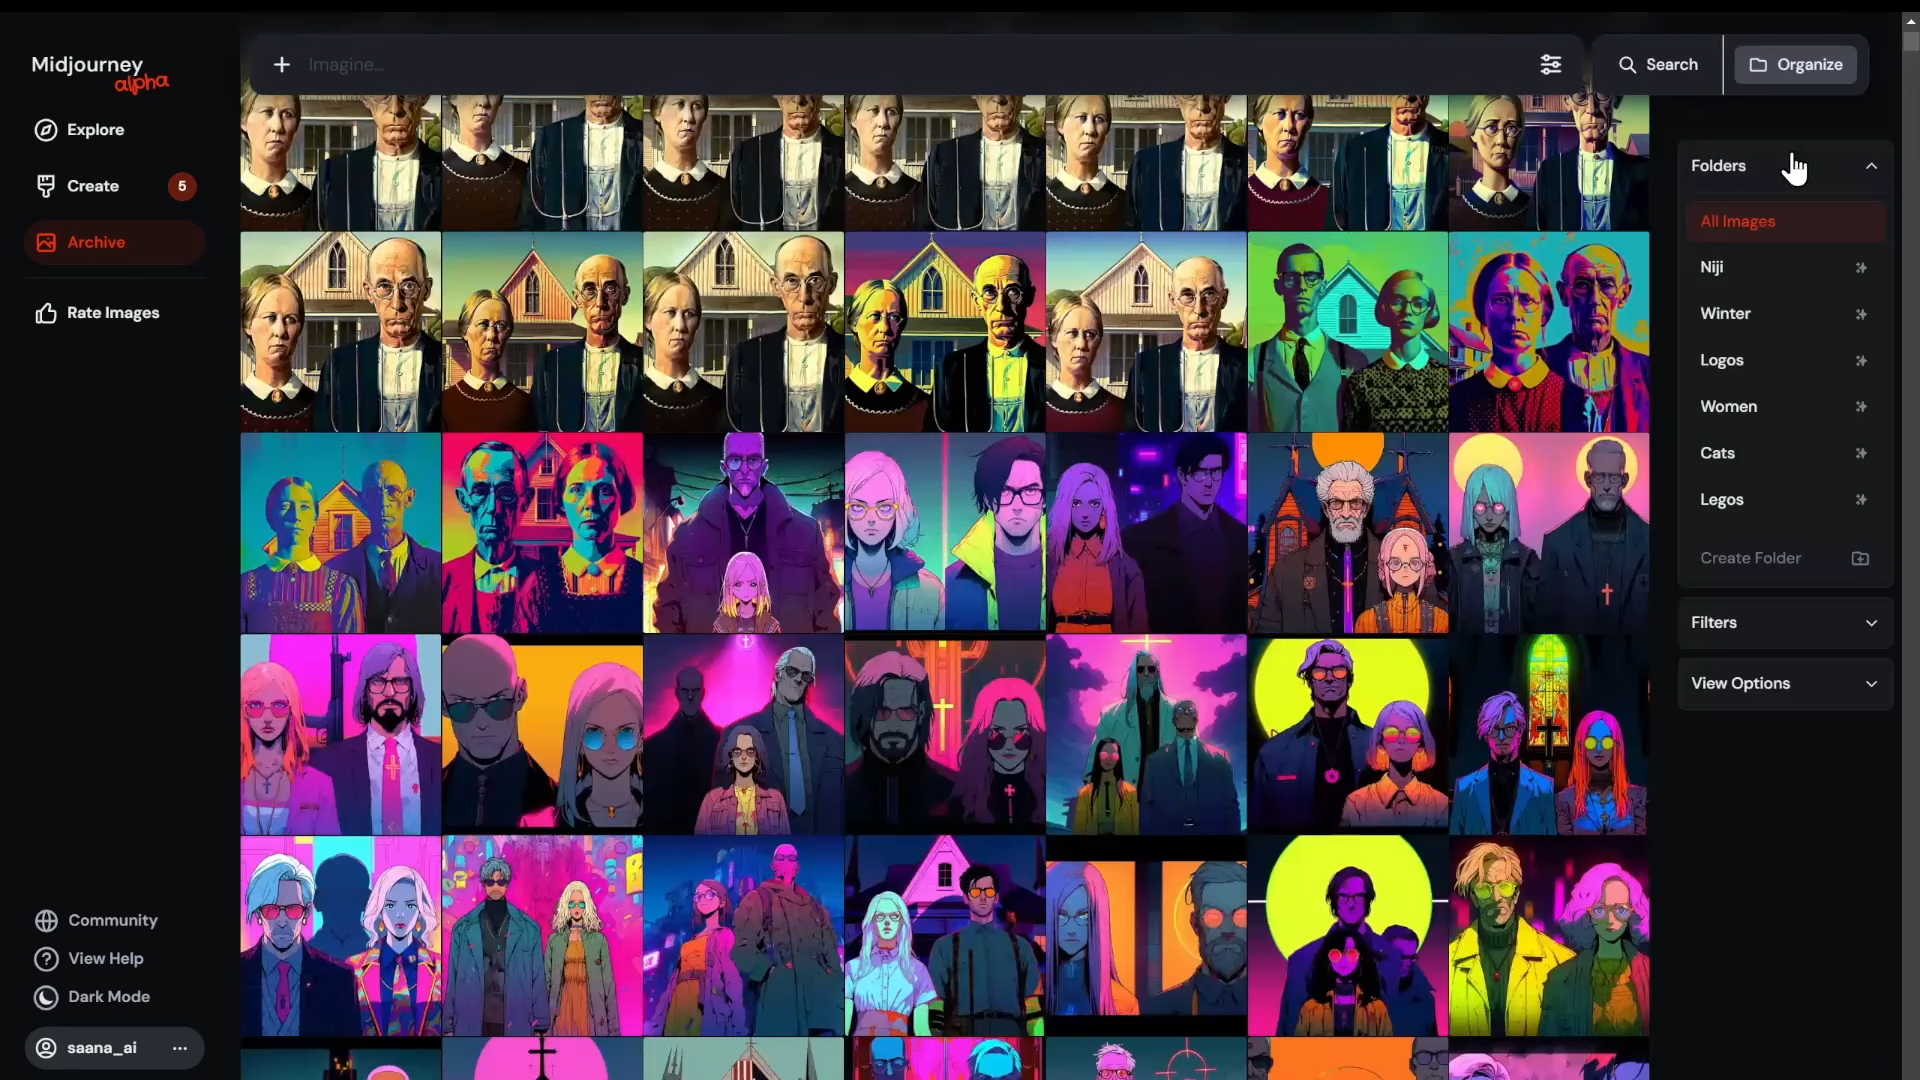 Midjourney
alpha
Imagine...
Search
Organize
Explore
Create
5
Archive
Rate Images
Folders
All Images
Niji
Winter
Logos
Women
Cats
Legos
Create Folder
Filters
View Options
Community
View Help
Dark Mode
saana_ai